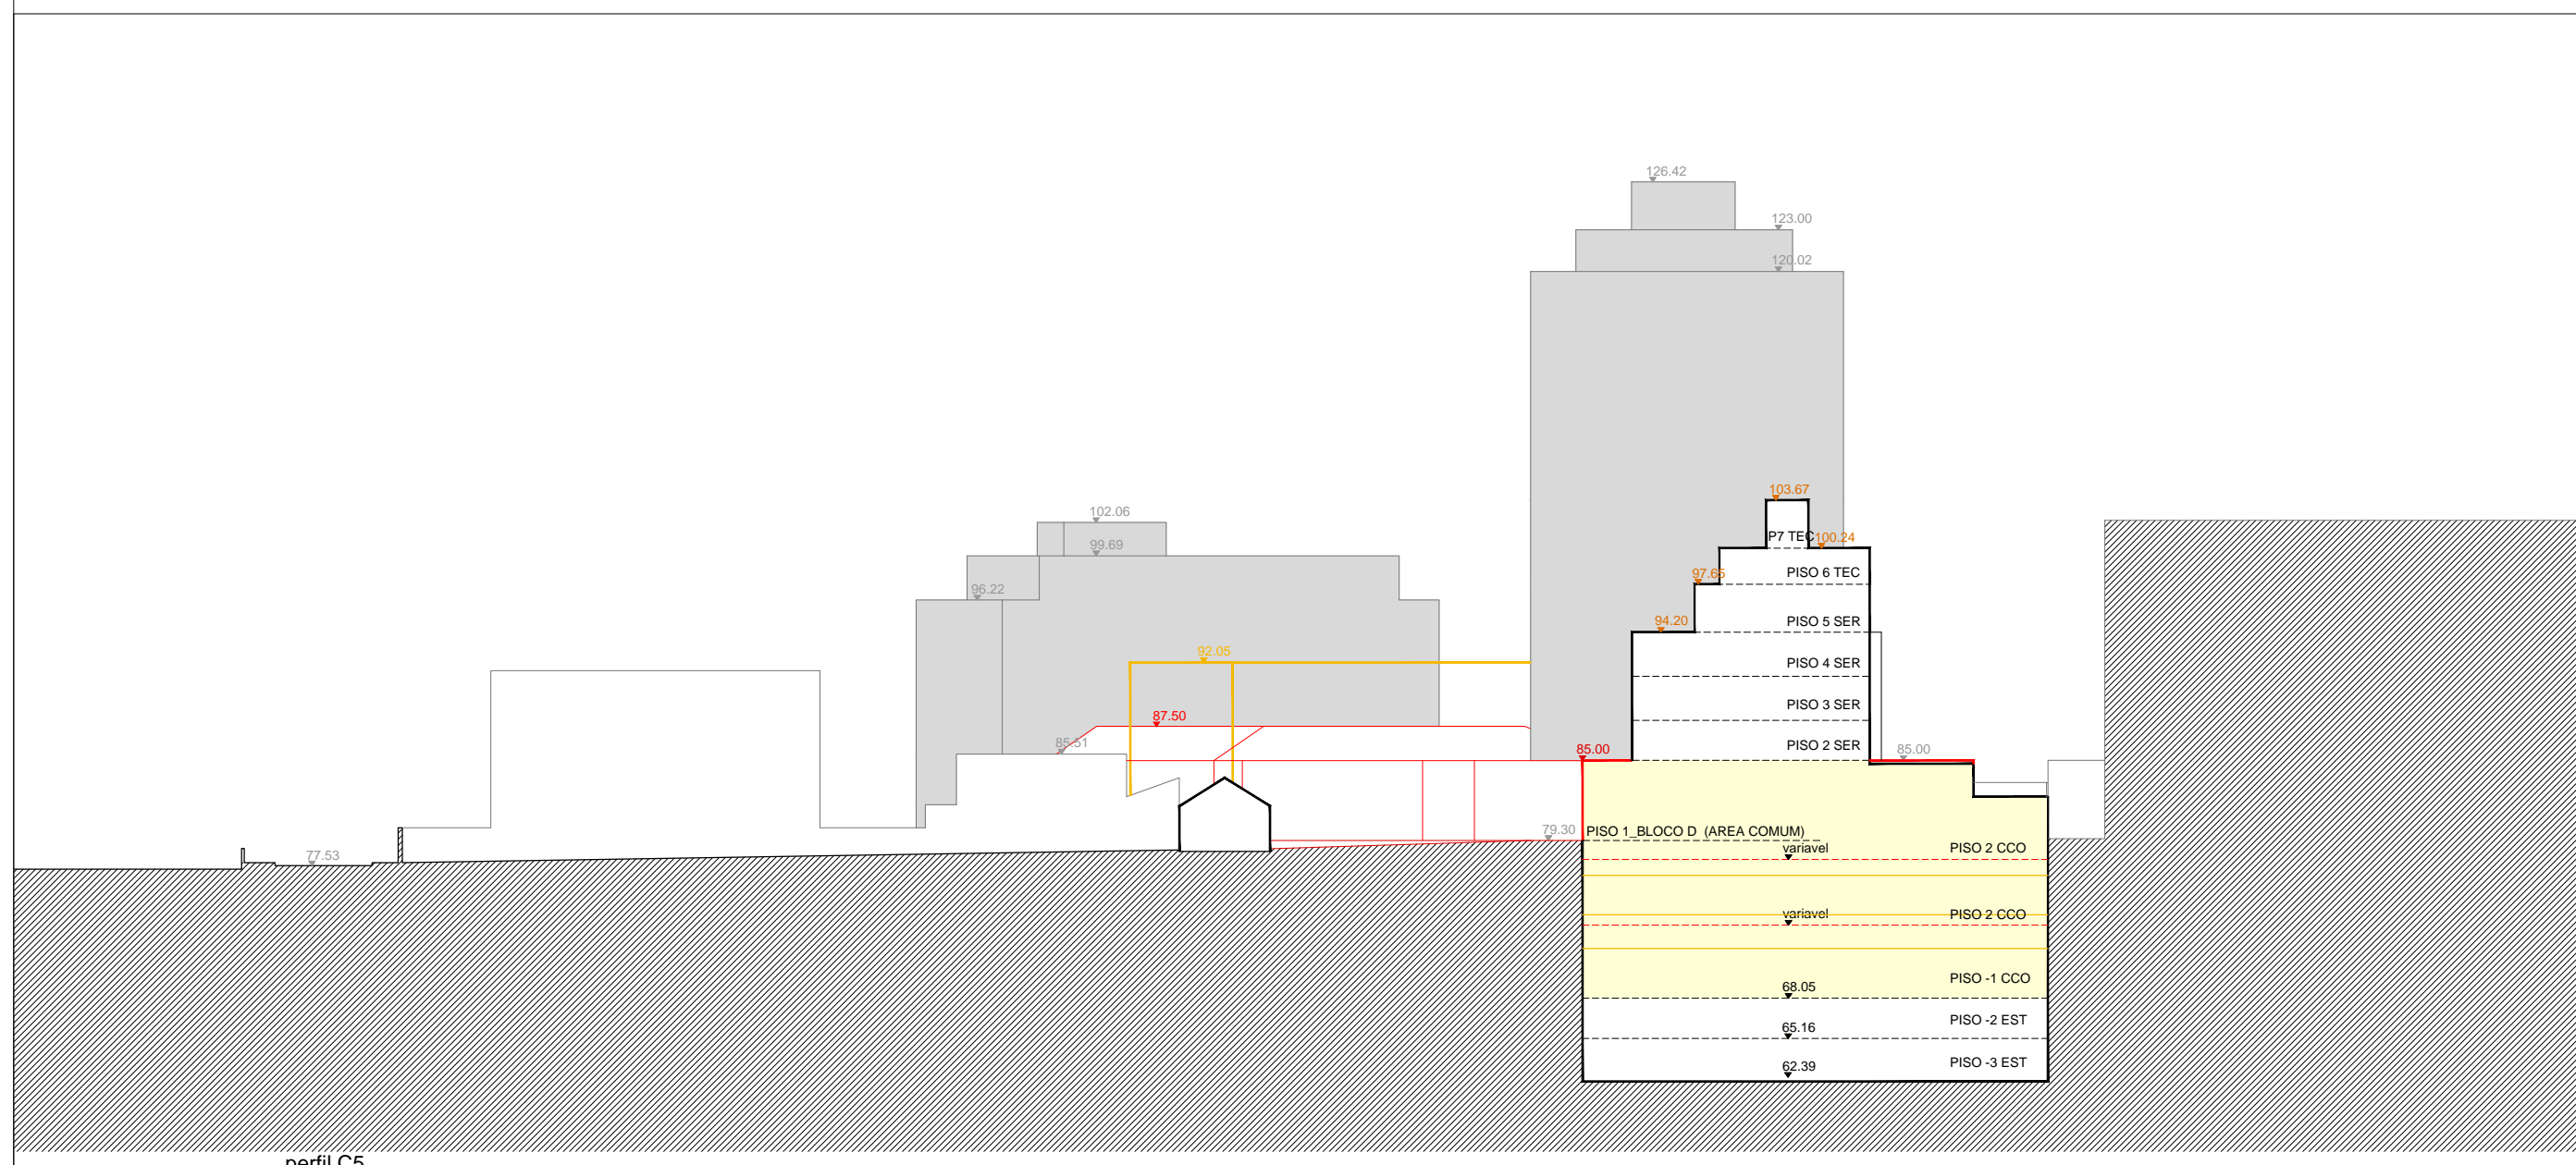 126.42
123.00
120.02
103.67
P7 TEC
100.24
102.06
99.69
97.65
PISO 6 TEC
96.22
94.20
PISO 5 SER
92.05
PISO 4 SER
87.50
PISO 3 SER
85.51
85.00
PISO 2 SER
85.00
79.30
PISO 1_BLOCO D (AREA COMUM)
variavel
PISO 2 CCO
77.53
variavel
PISO 2 CCO
PISO -1 CCO
68.05
PISO -2 EST
65.16
PISO -3 EST
62.39
perfil C5